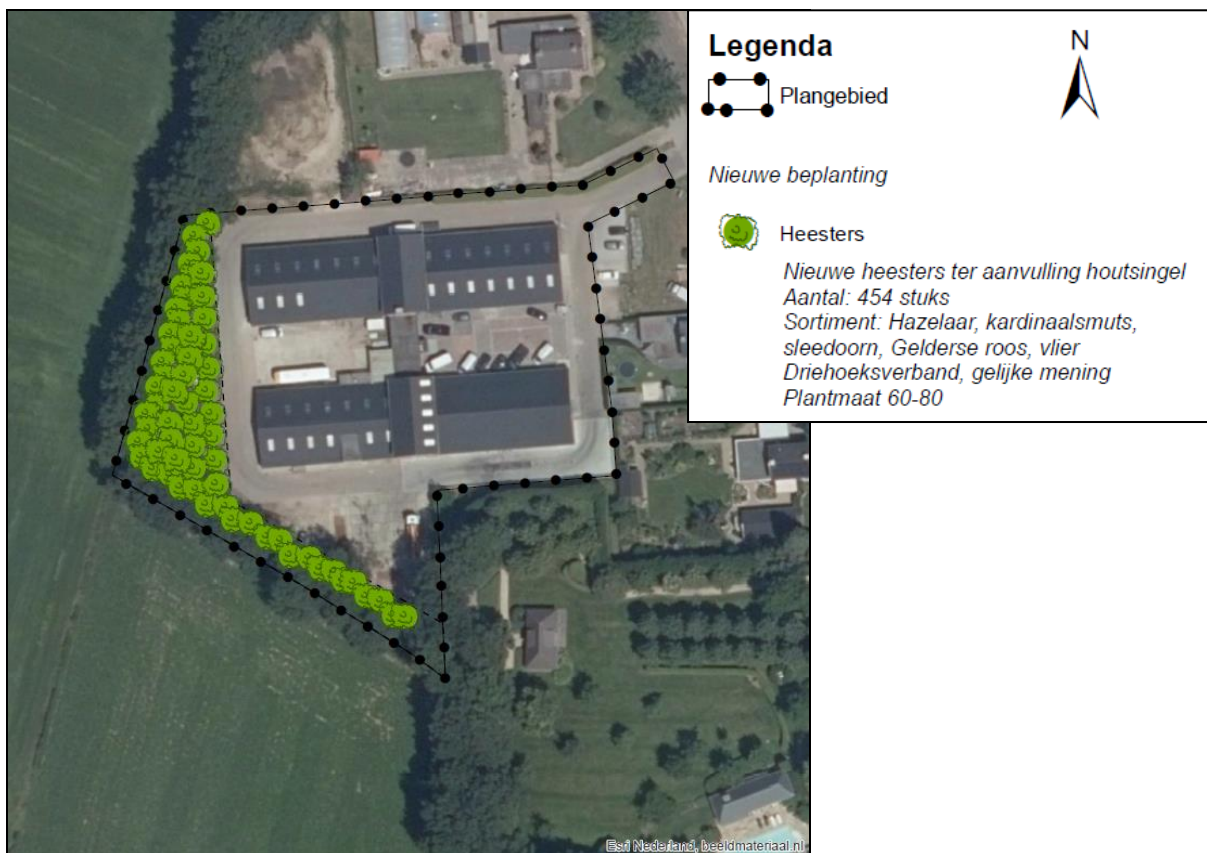 Legenda
N
Plangebied
Nieuwe beplanting
Heesters
Nieuwe heesters ter aanvulling houtsingel
Aantal: 454 stuks
Sortiment: Hazelaar, kardinaalsmuts,
sleedoorn, Gelderse roos, vlier
Driehoeksverband, gelijke mening
Plantmaat 60-80
Esri Nederland, beeldmateriaal.nl